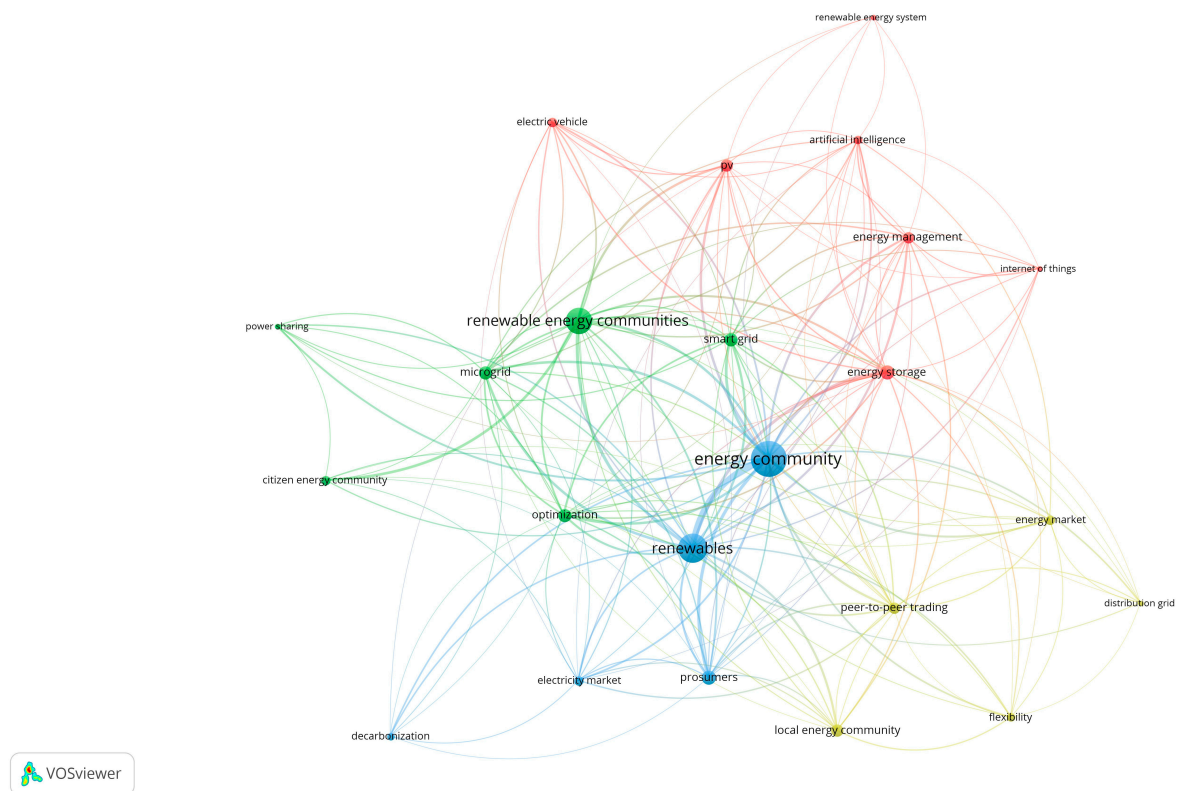 renewable energy system
electric vehicle
artificial intelligence
pv
energy management
internet of things
renewable energy communities
power sharing
smart grid
microgrid
energy storage
energy community
citizen energy community
optimization
energy market
renewables
peer-to-peer trading
distribution grid
electricity market
prosumers
flexibility
local energy community
decarbonization
VOSviewer